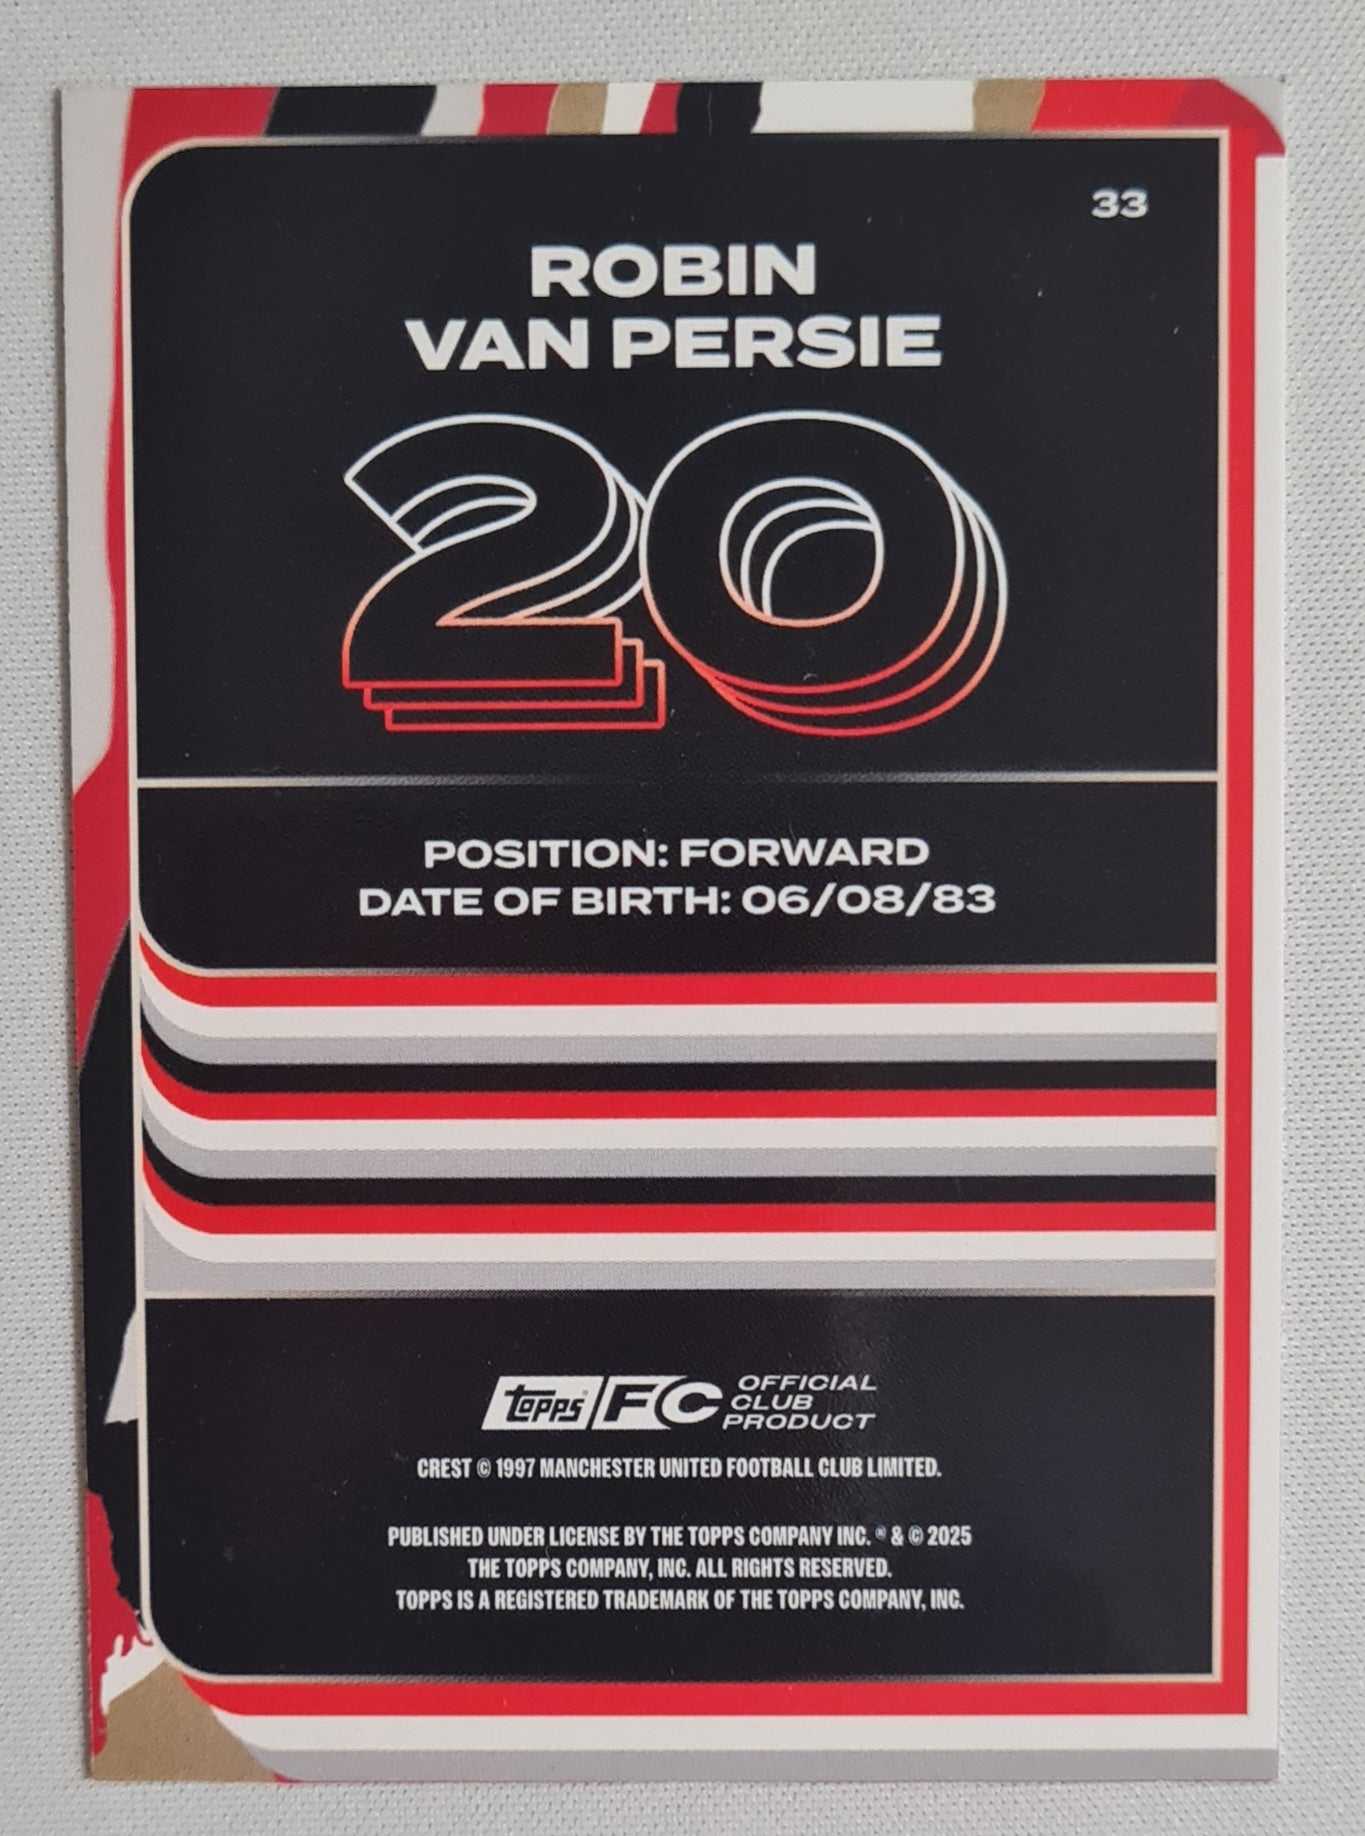 33
ROBIN
VAN PERSIE
20
POSITION: FORWARD
DATE OF BIRTH: 06/08/83
topps® FC OFFICIAL
CLUB
PRODUCT
CREST © 1997 MANCHESTER UNITED FOOTBALL CLUB LIMITED.
PUBLISHED UNDER LICENSE BY THE TOPPS COMPANY INC. ® & © 2025
THE TOPPS COMPANY, INC. ALL RIGHTS RESERVED.
TOPPS IS A REGISTERED TRADEMARK OF THE TOPPS COMPANY, INC.